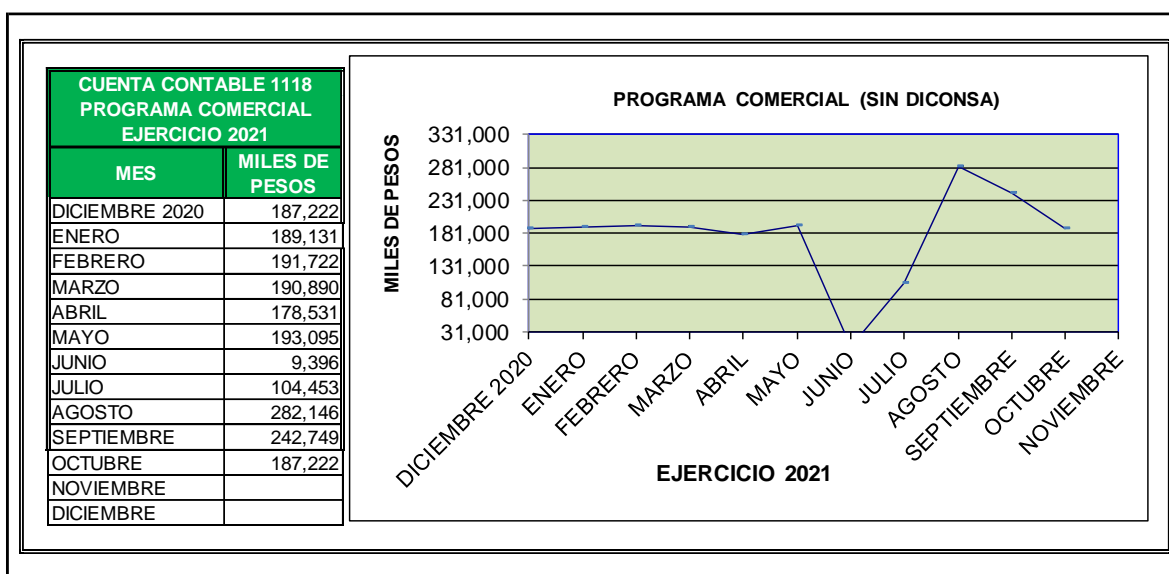 CUENTA CONTABLE 1118
PROGRAMA COMERCIAL
EJERCICIO 2021
MES MILES DE PESOS
DICIEMBRE 2020 187,222
ENERO 189,131
FEBRERO 191,722
MARZO 190,890
ABRIL 178,531
MAYO 193,095
JUNIO 9,396
JULIO 104,453
AGOSTO 282,146
SEPTIEMBRE 242,749
OCTUBRE 187,222
NOVIEMBRE
DICIEMBRE
PROGRAMA COMERCIAL (SIN DICONSA)
MILES DE PESOS
331,000
281,000
231,000
181,000
131,000
81,000
31,000
DICIEMBRE 2020
ENERO
FEBRERO
MARZO
ABRIL
MAYO
JUNIO
JULIO
AGOSTO
SEPTIEMBRE
OCTUBRE
NOVIEMBRE
EJERCICIO 2021